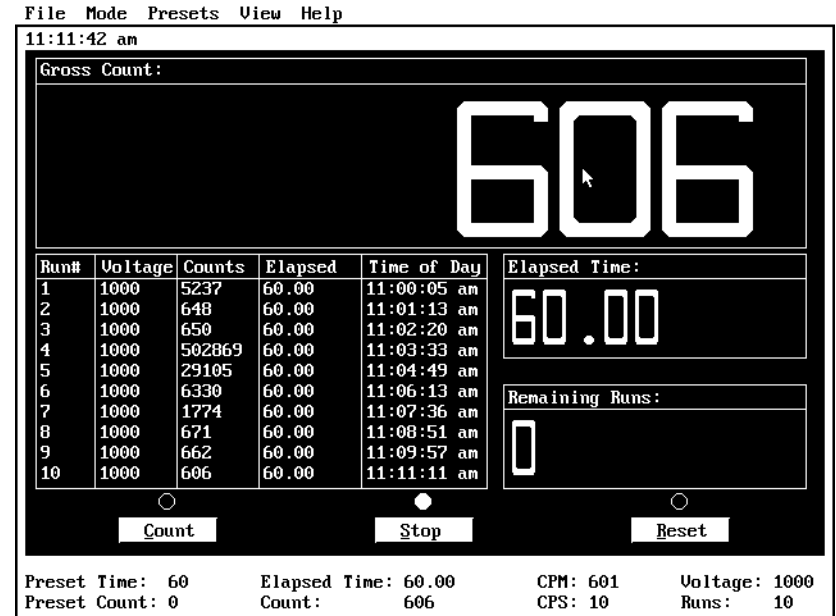 File Mode Presets View Help
11:11:42 am
Gross Count:
606
Run# Voltage Counts Elapsed Time of Day
1 1000 5237 60.00 11:00:05 am
2 1000 648 60.00 11:01:13 am
3 1000 650 60.00 11:02:20 am
4 1000 502869 60.00 11:03:33 am
5 1000 29105 60.00 11:04:49 am
6 1000 6330 60.00 11:06:13 am
7 1000 1774 60.00 11:07:36 am
8 1000 671 60.00 11:08:51 am
9 1000 662 60.00 11:09:57 am
10 1000 606 60.00 11:11:11 am
Elapsed Time:
60.00
Remaining Runs:
0
Count Stop Reset
Preset Time: 60 Elapsed Time: 60.00 CPM: 601 Voltage: 1000
Preset Count: 0 Count: 606 CPS: 10 Runs: 10